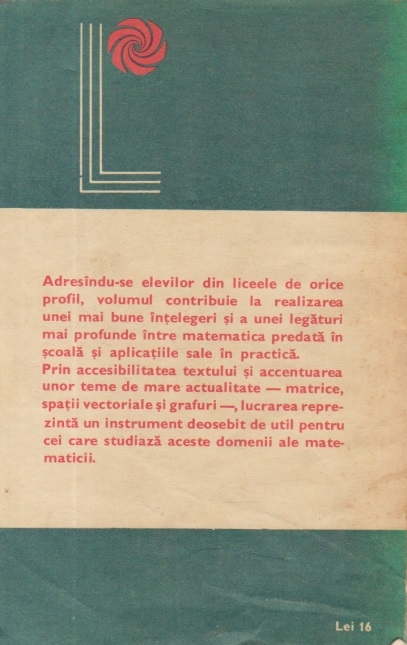 Adresîndu-se elevilor din liceele de orice
profil, volumul contribuie la realizarea
unei mai bune înțelegeri și a unei legături
mai profunde între matematica predată în
școală și aplicațiile sale în practică.
Prin accesibilitatea textului și accentuarea
unor teme de mare actualitate — matrice,
spații vectoriale și grafuri —, lucrarea repre-
zintă un instrument deosebit de util pentru
cei care studiază aceste domenii ale mate-
maticii.
Lei 16